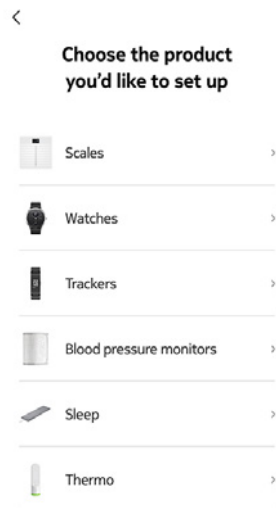 Choose the product
you'd like to set up
Scales
Watches
Trackers
Blood pressure monitors
Sleep
Thermo